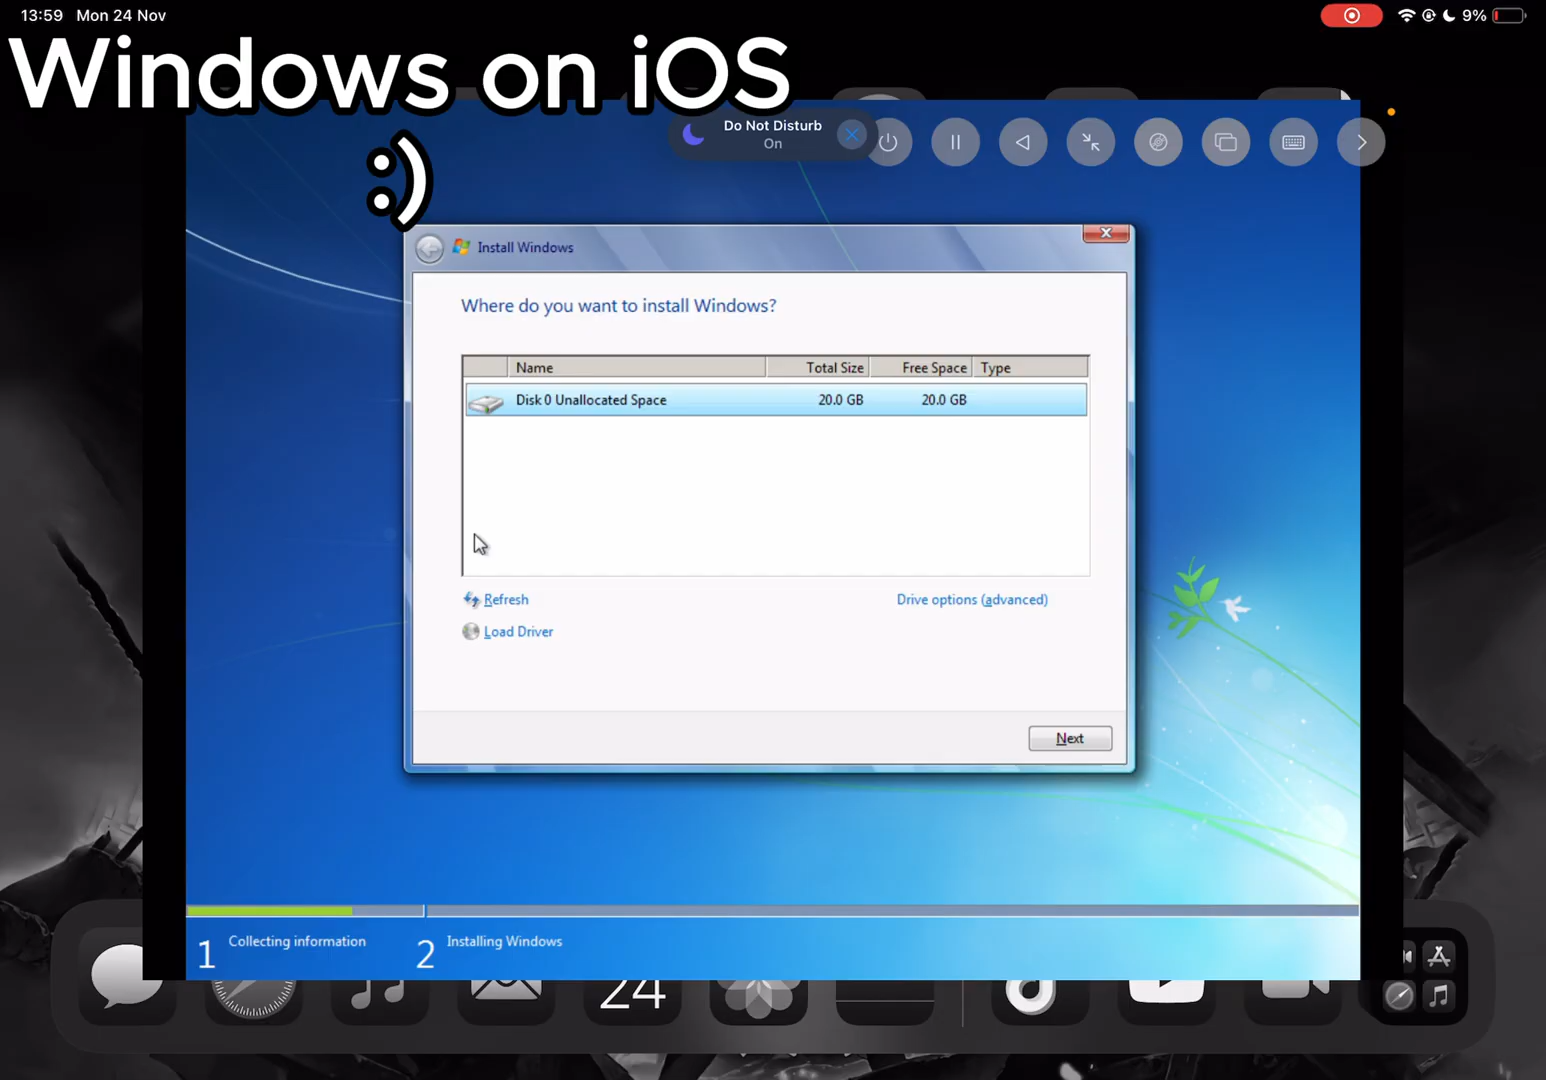 13:59 Mon 24 Nov
9%
Windows on iOS
:)
Do Not Disturb
On
Install Windows
Where do you want to install Windows?
Name Total Size Free Space Type
Disk 0 Unallocated Space 20.0 GB 20.0 GB
Refresh
Drive options (advanced)
Load Driver
Next
1 Collecting information
2 Installing Windows
24